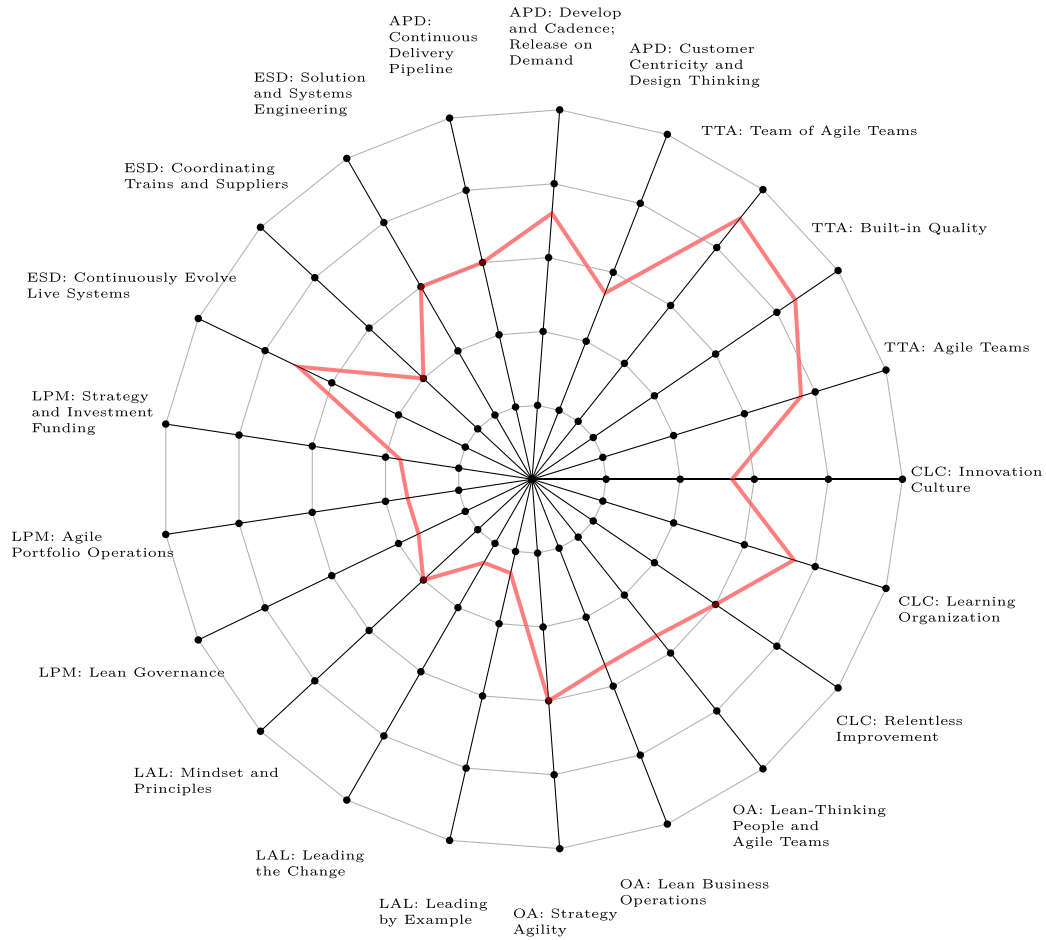 APD: Develop
and Cadence;
Release on
Demand
APD:
Continuous
Delivery
Pipeline
APD: Customer
Centricity and
Design Thinking
ESD: Solution
and Systems
Engineering
TTA: Team of Agile Teams
ESD: Coordinating
Trains and Suppliers
TTA: Built-in Quality
ESD: Continuously Evolve
Live Systems
TTA: Agile Teams
LPM: Strategy
and Investment
Funding
CLC: Innovation
Culture
LPM: Agile
Portfolio Operations
CLC: Learning
Organization
LPM: Lean Governance
CLC: Relentless
Improvement
LAL: Mindset and
Principles
OA: Lean-Thinking
People and
Agile Teams
LAL: Leading
the Change
OA: Lean Business
Operations
LAL: Leading
by Example
OA: Strategy
Agility